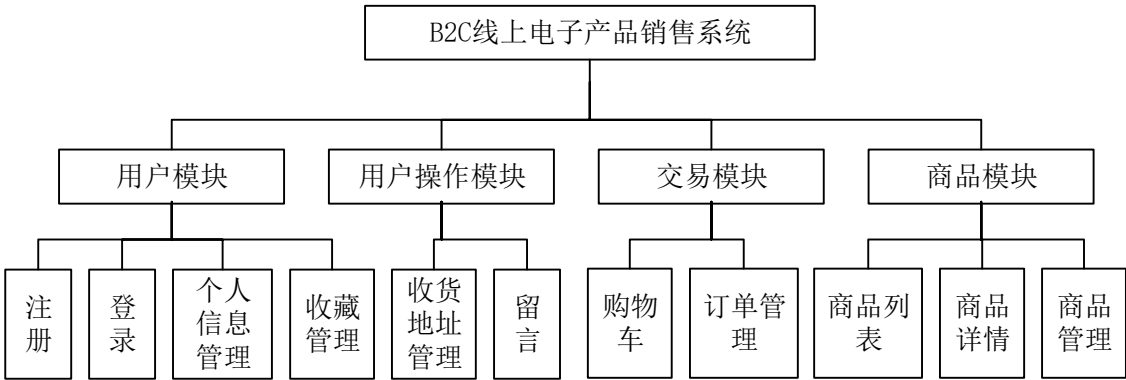 B2C线上电子产品销售系统
用户模块
用户操作模块
交易模块
商品模块
注
册
登
录
个人
信息
管理
收藏
管理
收货
地址
管理
留
言
购物
车
订单管
理
商品列
表
商品
详情
商品
管理